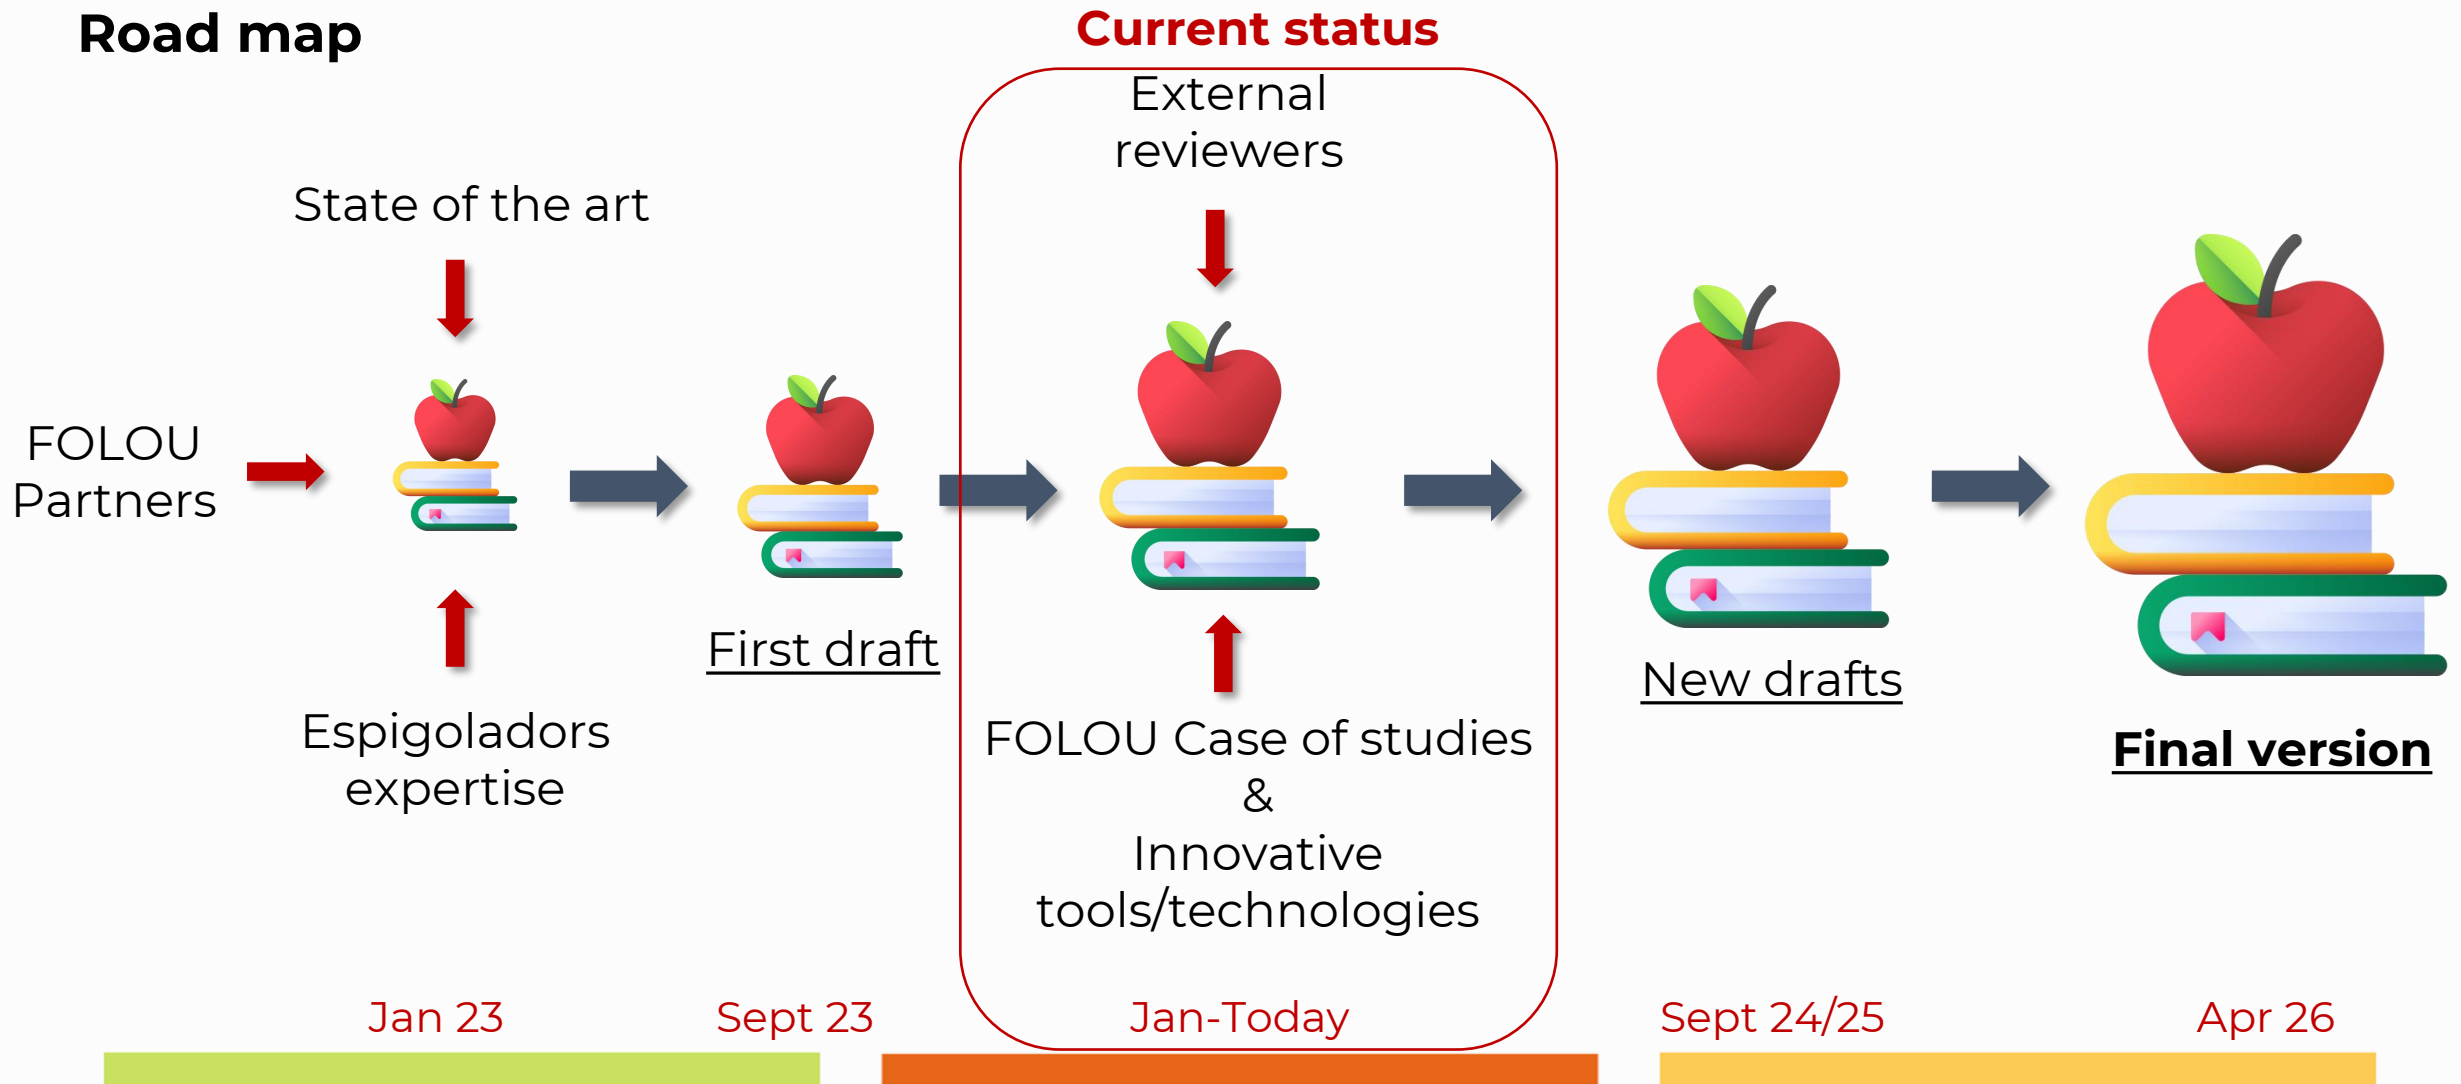 Road map
Current status
External
reviewers
State of the art
FOLOU
Partners
Espigoladors
expertise
First draft
FOLOU Case of studies
&
Innovative
tools/technologies
New drafts
Final version
Jan 23
Sept 23
Jan-Today
Sept 24/25
Apr 26